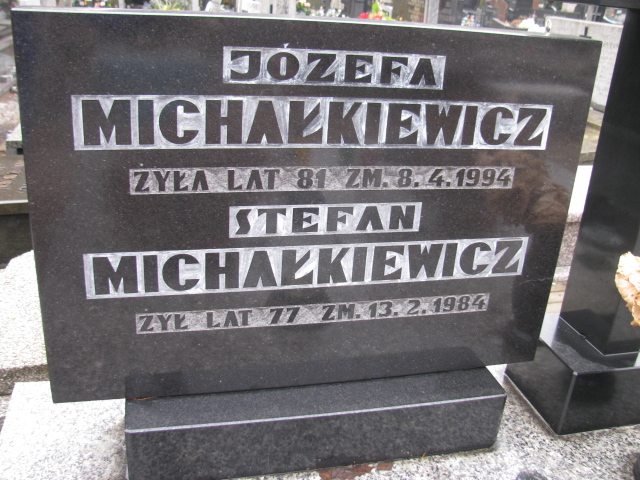 JÓZEFA
MICHAŁKIEWICZ
ŻYŁA LAT 81 ZM. 8.4.1994
STEFAN
MICHAŁKIEWICZ
ŻYŁ LAT 77 ZM. 13.2.1984